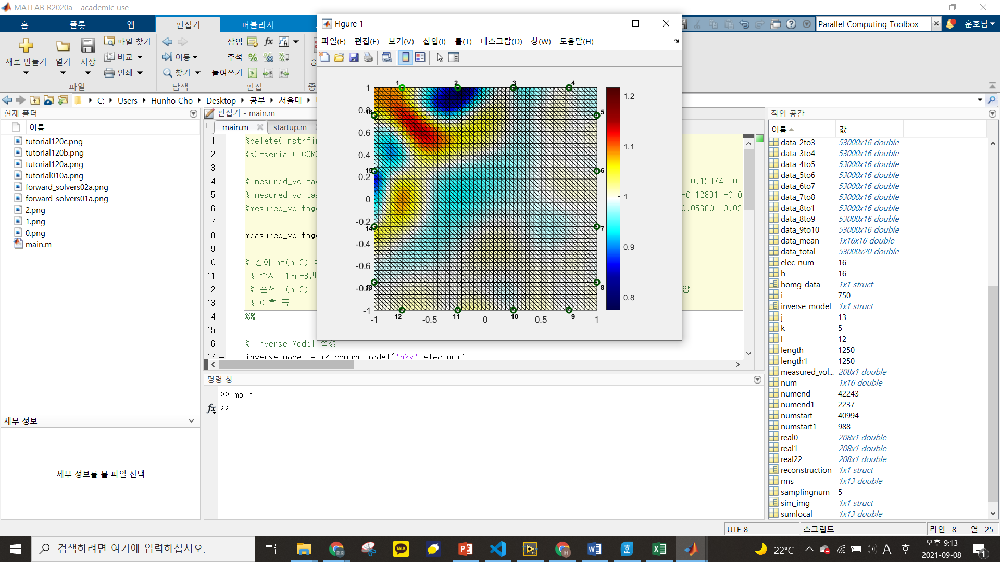 MATLAB R2020a - academic use
홈 플롯 앱 편집기 퍼블리시
Parallel Computing Toolbox
훈호님
새로 만들기 열기 저장 파일 찾기 비교 인쇄
파일
이동 찾기
탐색
삽입 주석 들여쓰기
편집
C: Users Hunho Cho Desktop 공부 서울대
현재 폴더
이름
tutorial120c.png
tutorial120b.png
tutorial120a.png
tutorial010a.png
forward_solvers02a.png
forward_solvers01a.png
2.png
1.png
0.png
main.m
세부 정보
세부 정보를 볼 파일 선택
편집기 - main.m
main.m startup.m
1 %delete(instrfin
2 %s2=serial('COM3
3
4 % mesured_voltag -0.13374 -0.
5 % mesured_voltag -0.12891 -0.09
6 %mesured_voltage 0.05680 -0.03
7
8 measured_voltage
9
10 % 길이 n*(n-3)
11 % 순서: 1~n-3번
12 % 순서: (n-3)+1 압
13 % 이후 쭉
14 %%
15
16 % inverse Model 설정
17 inverse_model = mk_common_model('g2s',elec_num);
Figure 1
파일(F) 편집(E) 보기(V) 삽입(I) 툴(T) 데스크탑(D) 창(W) 도움말(H)
1 2 3 4
5 6 7 8
9 10 11 12
13 14 15 16
1
0.8
0.6
0.4
0.2
0
-0.2
-0.4
-0.6
-0.8
-1
-1 -0.5 0 0.5 1
1.2
1.1
1
0.9
0.8
명령 창
>> main
fx >>
작업 공간
이름 값
data_2to3 53000x16 double
data_3to4 53000x16 double
data_4to5 53000x16 double
data_5to6 53000x16 double
data_6to7 53000x16 double
data_7to8 53000x16 double
data_8to1 53000x16 double
data_8to9 53000x16 double
data_9to10 53000x16 double
data_mean 1x16x16 double
data_total 53000x20 double
elec_num 16
h 16
homg_data 1x1 struct
i 750
inverse_model 1x1 struct
j 13
k 5
l 12
length 1250
length1 1250
measured_vol... 208x1 double
num 1x16 double
numend 42243
numend1 2237
numstart 40994
numstart1 988
real0 208x1 double
real1 208x1 double
real22 208x1 double
reconstruction 1x1 struct
rms 1x13 double
samplingnum 5
sim_img 1x1 struct
sumlocal 1x13 double
UTF-8 스크립트 라인 8 열 25
검색하려면 여기에 입력하십시오.
TALK
22°C
A 호
오후 9:13
2021-09-08
1